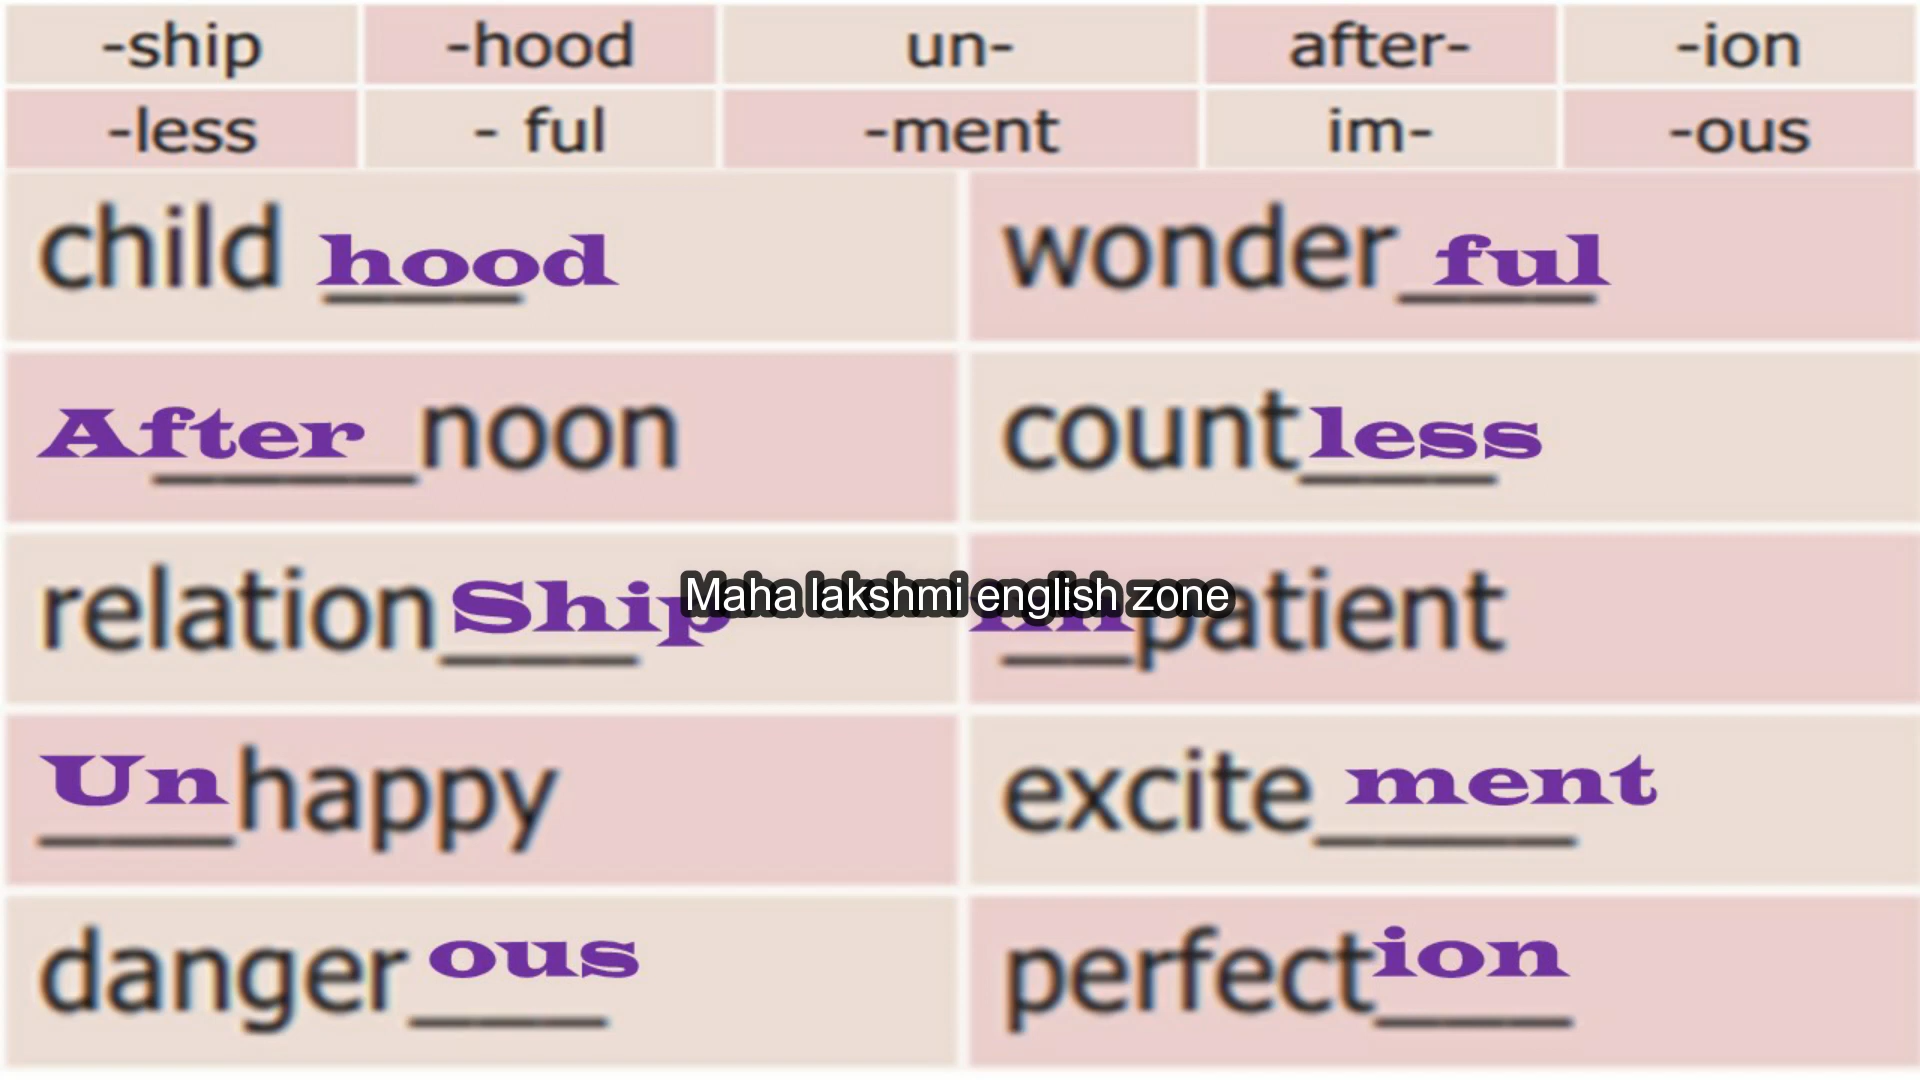 -ship -hood un- after- -ion
-less - ful -ment im- -ous
child hood wonder ful
After noon count less
relation Ship patient
Maha lakshmi english zone
Un happy excite ment
danger ous perfect ion